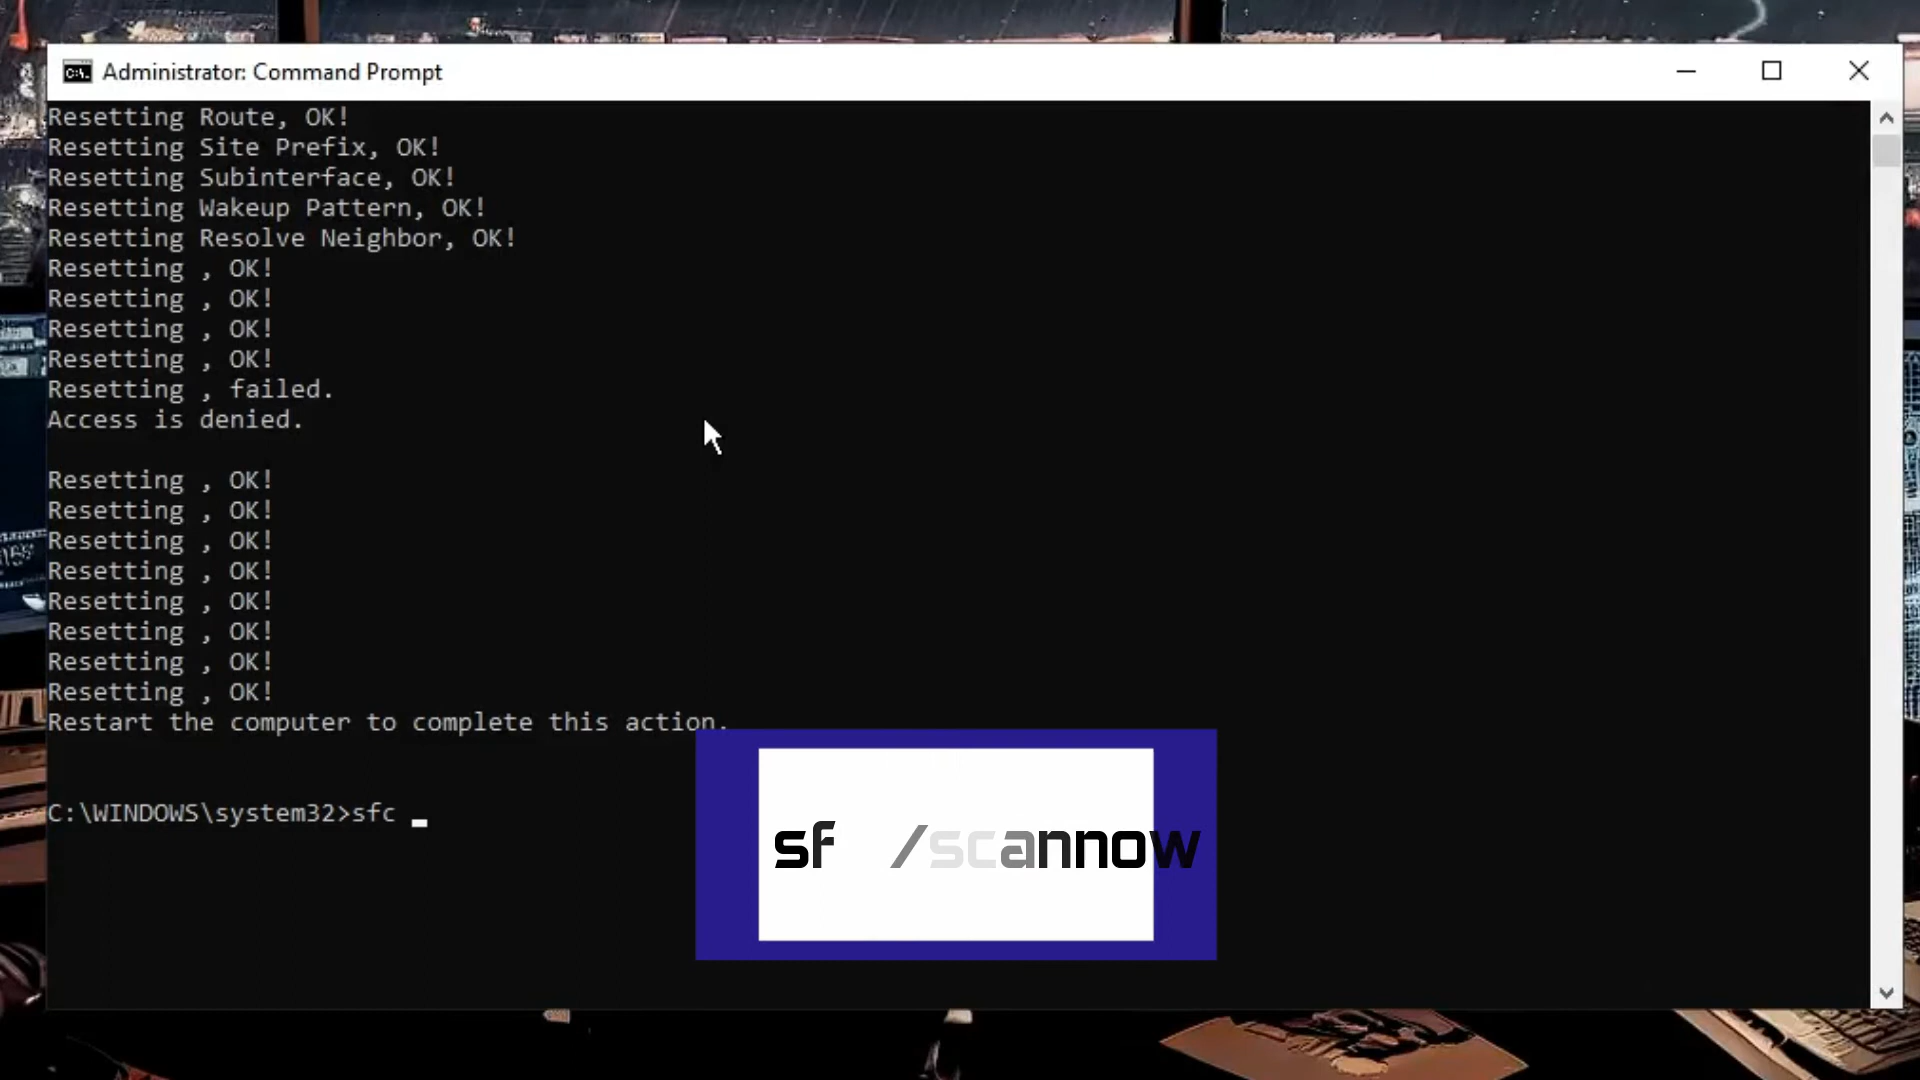 Administrator: Command Prompt
Resetting Route, OK!
Resetting Site Prefix, OK!
Resetting Subinterface, OK!
Resetting Wakeup Pattern, OK!
Resetting Resolve Neighbor, OK!
Resetting , OK!
Resetting , OK!
Resetting , OK!
Resetting , OK!
Resetting , failed.
Access is denied.
Resetting , OK!
Resetting , OK!
Resetting , OK!
Resetting , OK!
Resetting , OK!
Resetting , OK!
Resetting , OK!
Resetting , OK!
Restart the computer to complete this action.
C:\WINDOWS\system32>sfc
sf /scannow